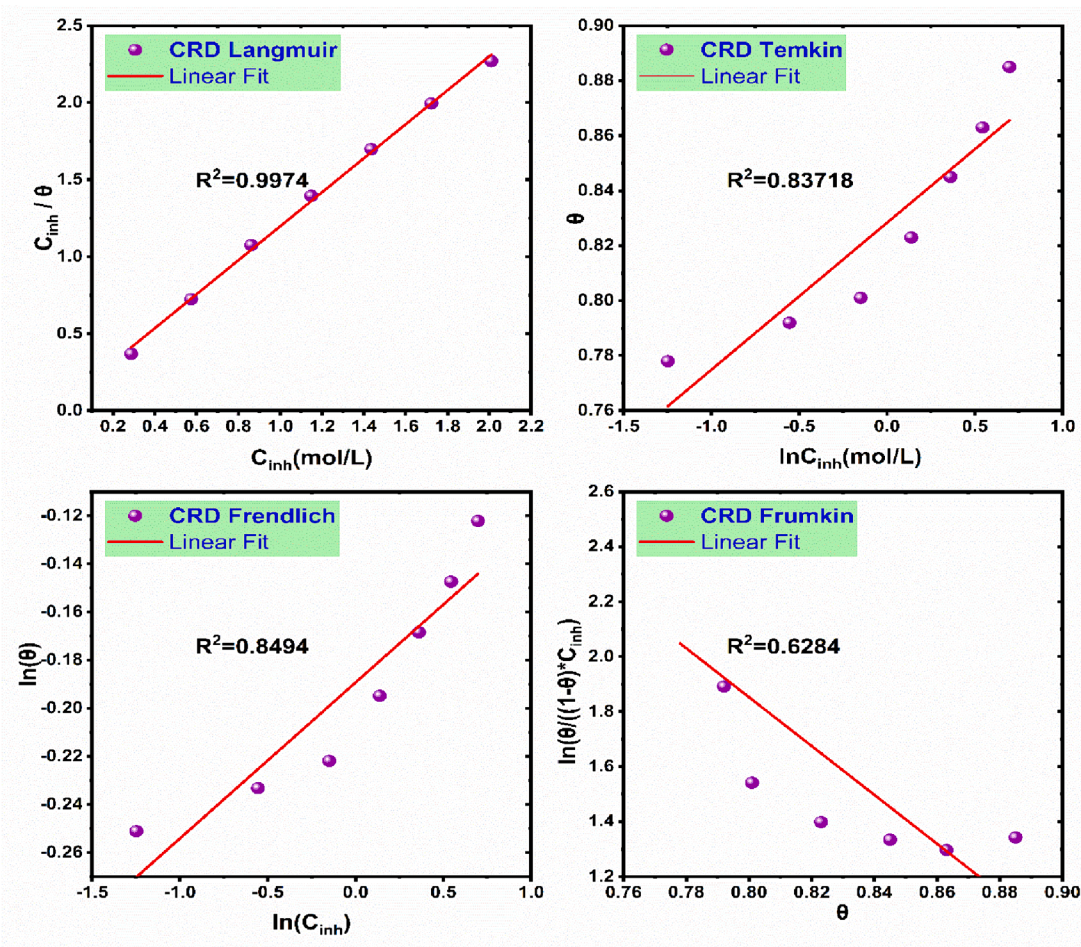 CRD Langmuir
Linear Fit
R²=0.9974
C_inh / θ
2.5
2.0
1.5
1.0
0.5
0.0
0.2 0.4 0.6 0.8 1.0 1.2 1.4 1.6 1.8 2.0 2.2
C_inh(mol/L)
CRD Temkin
Linear Fit
R²=0.83718
θ
0.90
0.88
0.86
0.84
0.82
0.80
0.78
0.76
-1.5 -1.0 -0.5 0.0 0.5 1.0
lnC_inh(mol/L)
CRD Frendlich
Linear Fit
R²=0.8494
ln(θ)
-0.12
-0.14
-0.16
-0.18
-0.20
-0.22
-0.24
-0.26
-1.5 -1.0 -0.5 0.0 0.5 1.0
ln(C_inh)
CRD Frumkin
Linear Fit
R²=0.6284
ln(θ/((1-θ)*C_inh)
2.6
2.4
2.2
2.0
1.8
1.6
1.4
1.2
0.76 0.78 0.80 0.82 0.84 0.86 0.88 0.90
θ